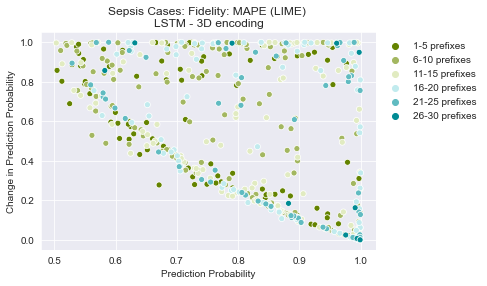 Sepsis Cases: Fidelity: MAPE (LIME)
LSTM - 3D encoding
Change in Prediction Probability
1.0
0.8
0.6
0.4
0.2
0.0
0.5
0.6
0.7
0.8
0.9
1.0
Prediction Probability
1-5 prefixes
6-10 prefixes
11-15 prefixes
16-20 prefixes
21-25 prefixes
26-30 prefixes